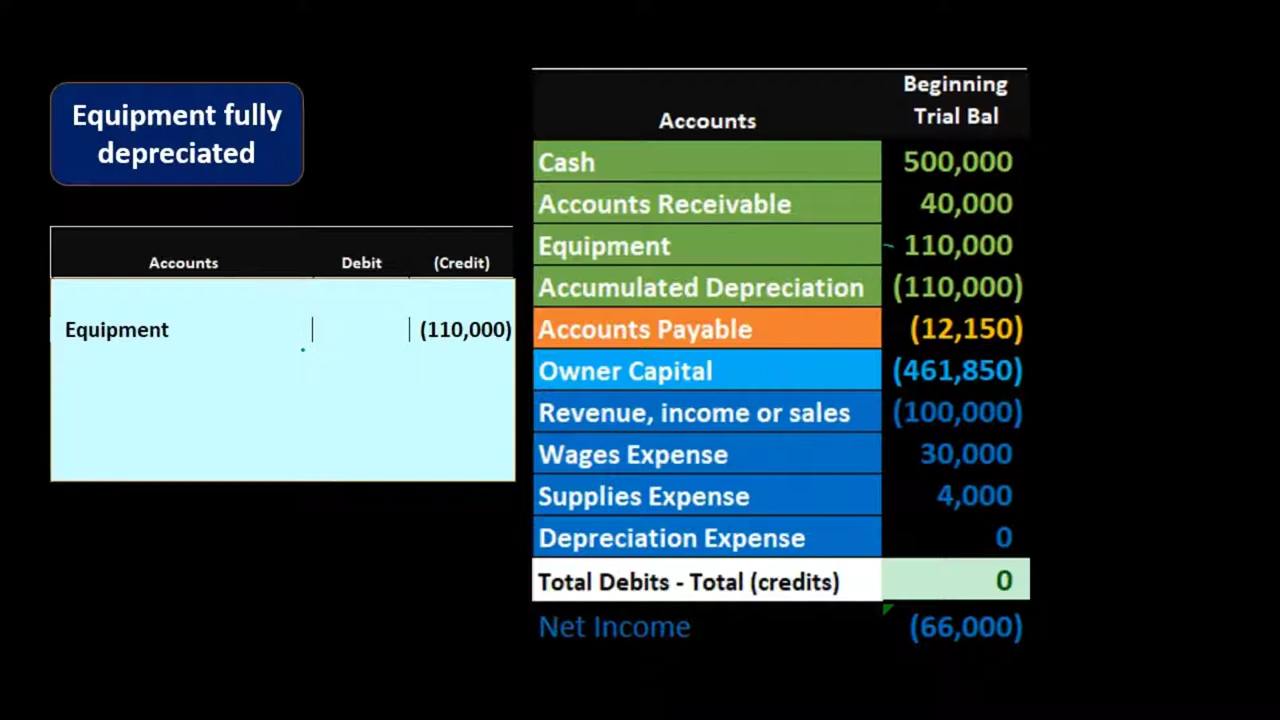 Equipment fully
depreciated
Accounts Debit (Credit)
Equipment (110,000)
Beginning
Accounts Trial Bal
Cash 500,000
Accounts Receivable 40,000
Equipment 110,000
Accumulated Depreciation (110,000)
Accounts Payable (12,150)
Owner Capital (461,850)
Revenue, income or sales (100,000)
Wages Expense 30,000
Supplies Expense 4,000
Depreciation Expense 0
Total Debits - Total (credits) 0
Net Income (66,000)